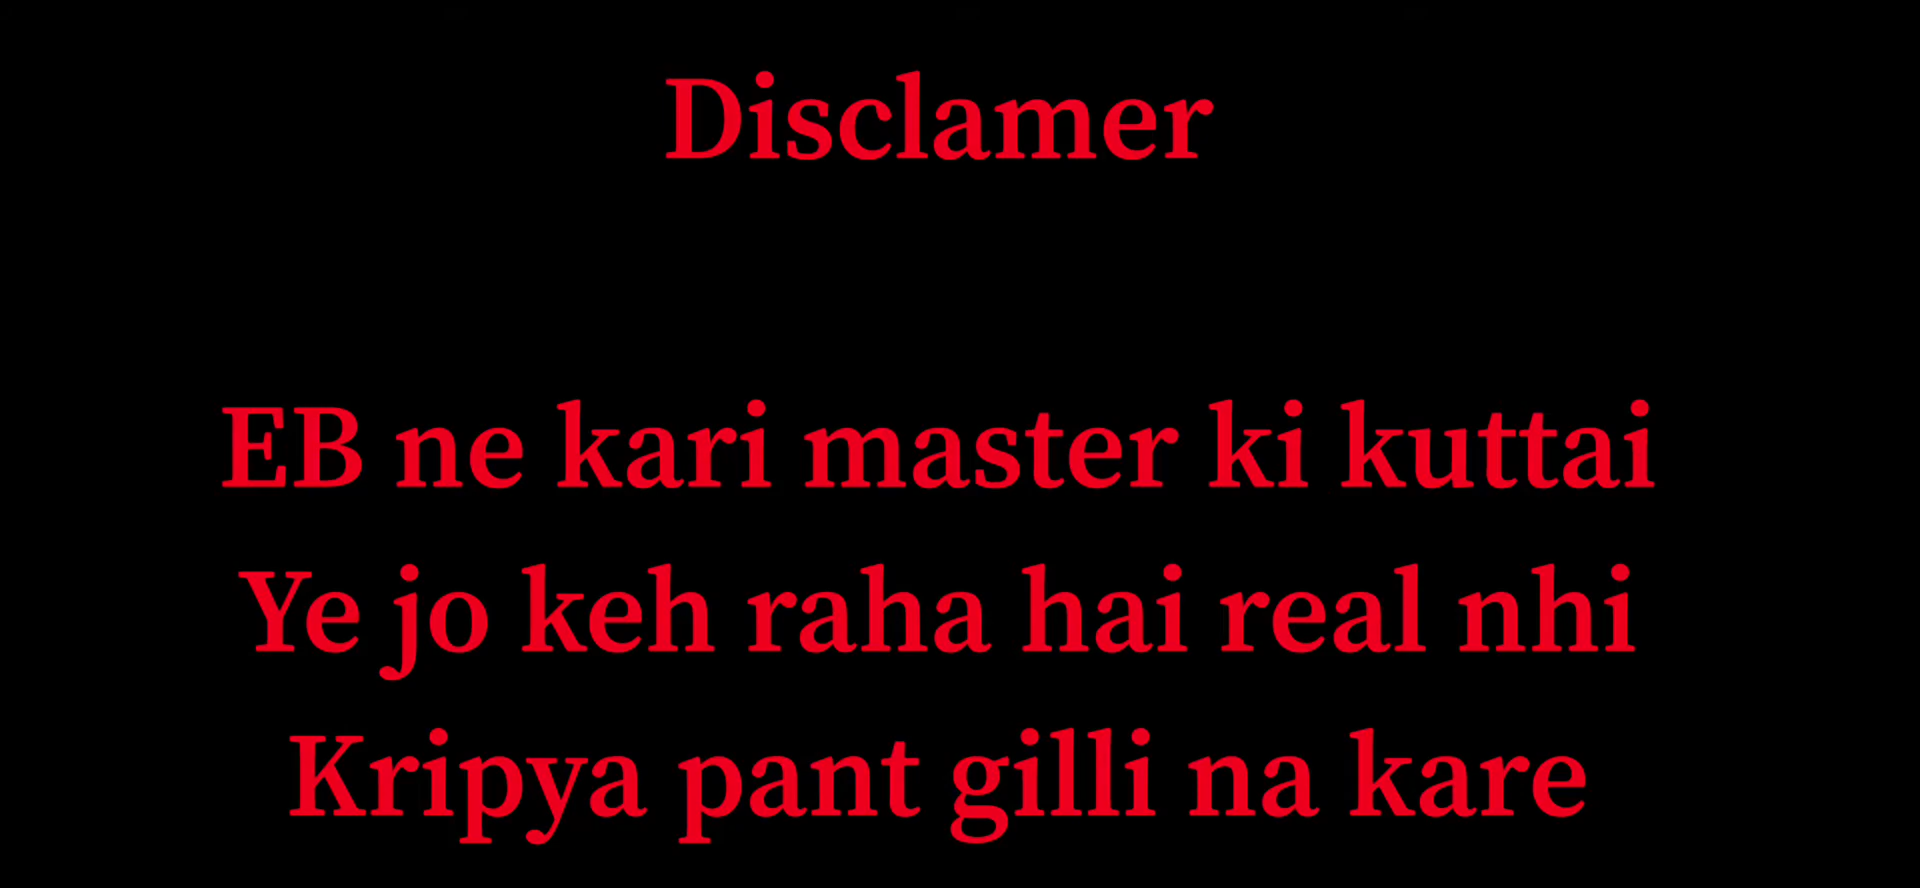 Disclamer
EB ne kari master ki kuttai
Ye jo keh raha hai real nhi
Kripya pant gilli na kare